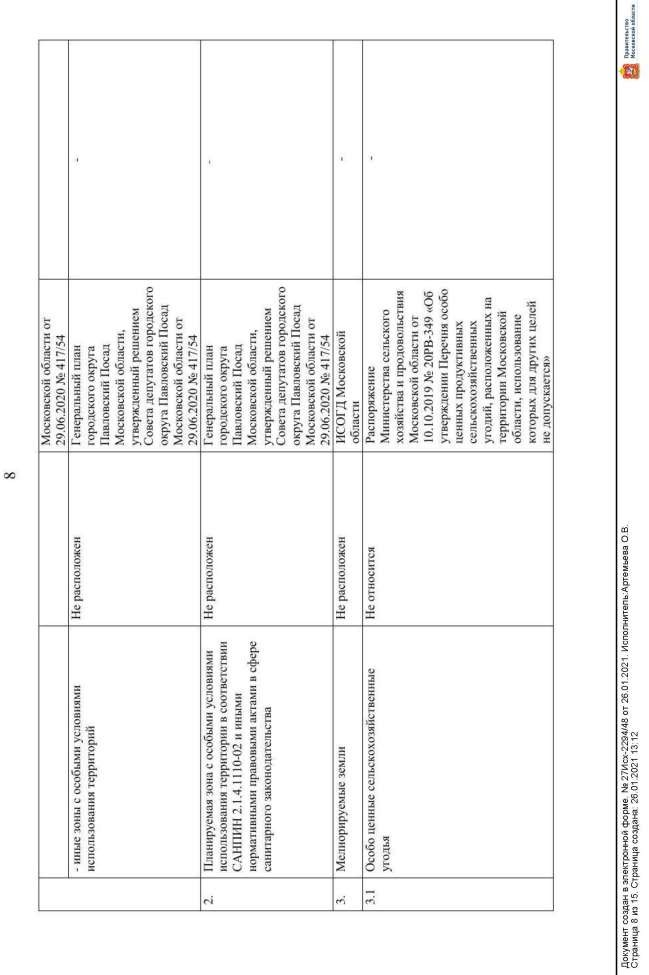 8
Московской области от
29.06.2020 № 417/54
- иные зоны с особыми условиями
использования территорий
Не расположен
Генеральный план
городского округа
Павловский Посад
Московской области,
утвержденный решением
Совета депутатов городского
округа Павловский Посад
Московской области от
29.06.2020 № 417/54
-
2.
Планируемая зона с особыми условиями
использования территории в соответствии
САНПИН 2.1.4.1110-02 и иными
нормативными правовыми актами в сфере
санитарного законодательства
Не расположен
Генеральный план
городского округа
Павловский Посад
Московской области,
утвержденный решением
Совета депутатов городского
округа Павловский Посад
Московской области от
29.06.2020 № 417/54
-
3.
Мелиорируемые земли
Не расположен
ИСОГД Московской
области
-
3.1
Особо ценные сельскохозяйственные
угодья
Не относится
Распоряжение
Министерства сельского
хозяйства и продовольствия
Московской области от
10.10.2019 № 20РВ-349 «Об
утверждении Перечня особо
ценных продуктивных
сельскохозяйственных
угодий, расположенных на
территории Московской
области, использование
которых для других целей
не допускается»
-
Документ создан в электронной форме. № 27Исх-2294/48 от 26.01.2021. Исполнитель:Артемьева О.В.
Страница 8 из 15. Страница создана: 26.01.2021 13:12
Правительство
Московской области